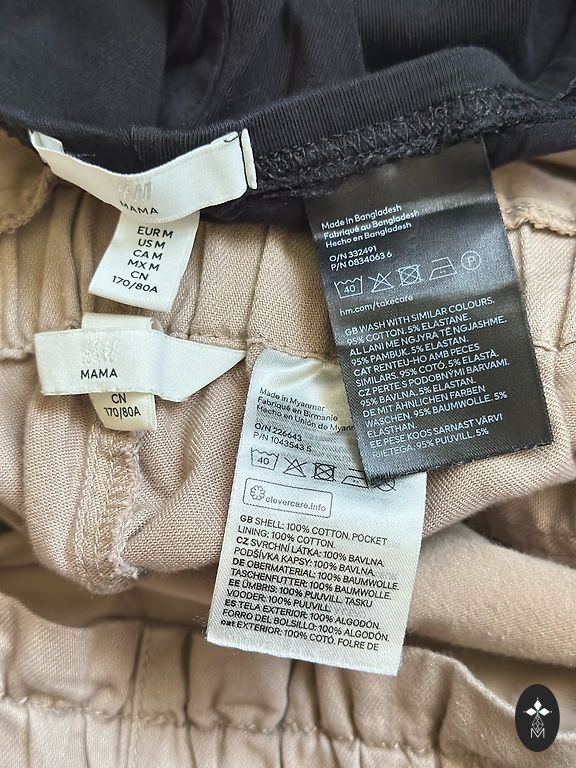 H&M
MAMA
EUR M
US M
CA M
MX M
CN
170/80A
Made in Bangladesh
Fabriqué au Bangladesh
Hecho en Bangladesh
O/N 332491
P/N 0834063 6
40
P
hm.com/takecare
GB WASH WITH SIMILAR COLOURS.
95% COTTON. 5% ELASTANE.
AL LANI ME NGJYRA TË NGJASHME.
95% PAMBUK. 5% ELASTAN.
CAT RENTEU-HO AMB PECES
SIMILARS. 95% COTÓ. 5% ELASTÀ.
CZ PERTE S PODOBNÝMI BARVAMI.
95% BAVLNA. 5% ELASTAN.
DE MIT ÄHNLICHEN FARBEN
WASCHEN. 95% BAUMWOLLE. 5%
ELASTHAN.
EE PESE KOOS SARNAST VÄRVI
RIIETEGA. 95% PUUVILL. 5%
MAMA
CN
170/80A
Made in Myanmar
Fabriqué en Birmanie
Hecho en Unión de Myanm
O/N 226643
P/N 1043543 5
40
clevercare.info
GB SHELL: 100% COTTON. POCKET
LINING: 100% COTTON.
CZ SVRCHNÍ LÁTKA: 100% BAVLNA.
PODŠÍVKA KAPSY: 100% BAVLNA.
DE OBERMATERIAL: 100% BAUMWOLLE.
TASCHENFUTTER: 100% BAUMWOLLE.
EE ÜMBRIS: 100% PUUVILL. TASKU
VOODER: 100% PUUVILL.
ES TELA EXTERIOR: 100% ALGODÓN.
FORRO DEL BOLSILLO: 100% ALGODÓN.
cat EXTERIOR: 100% COTÓ. FOLRE DE
M